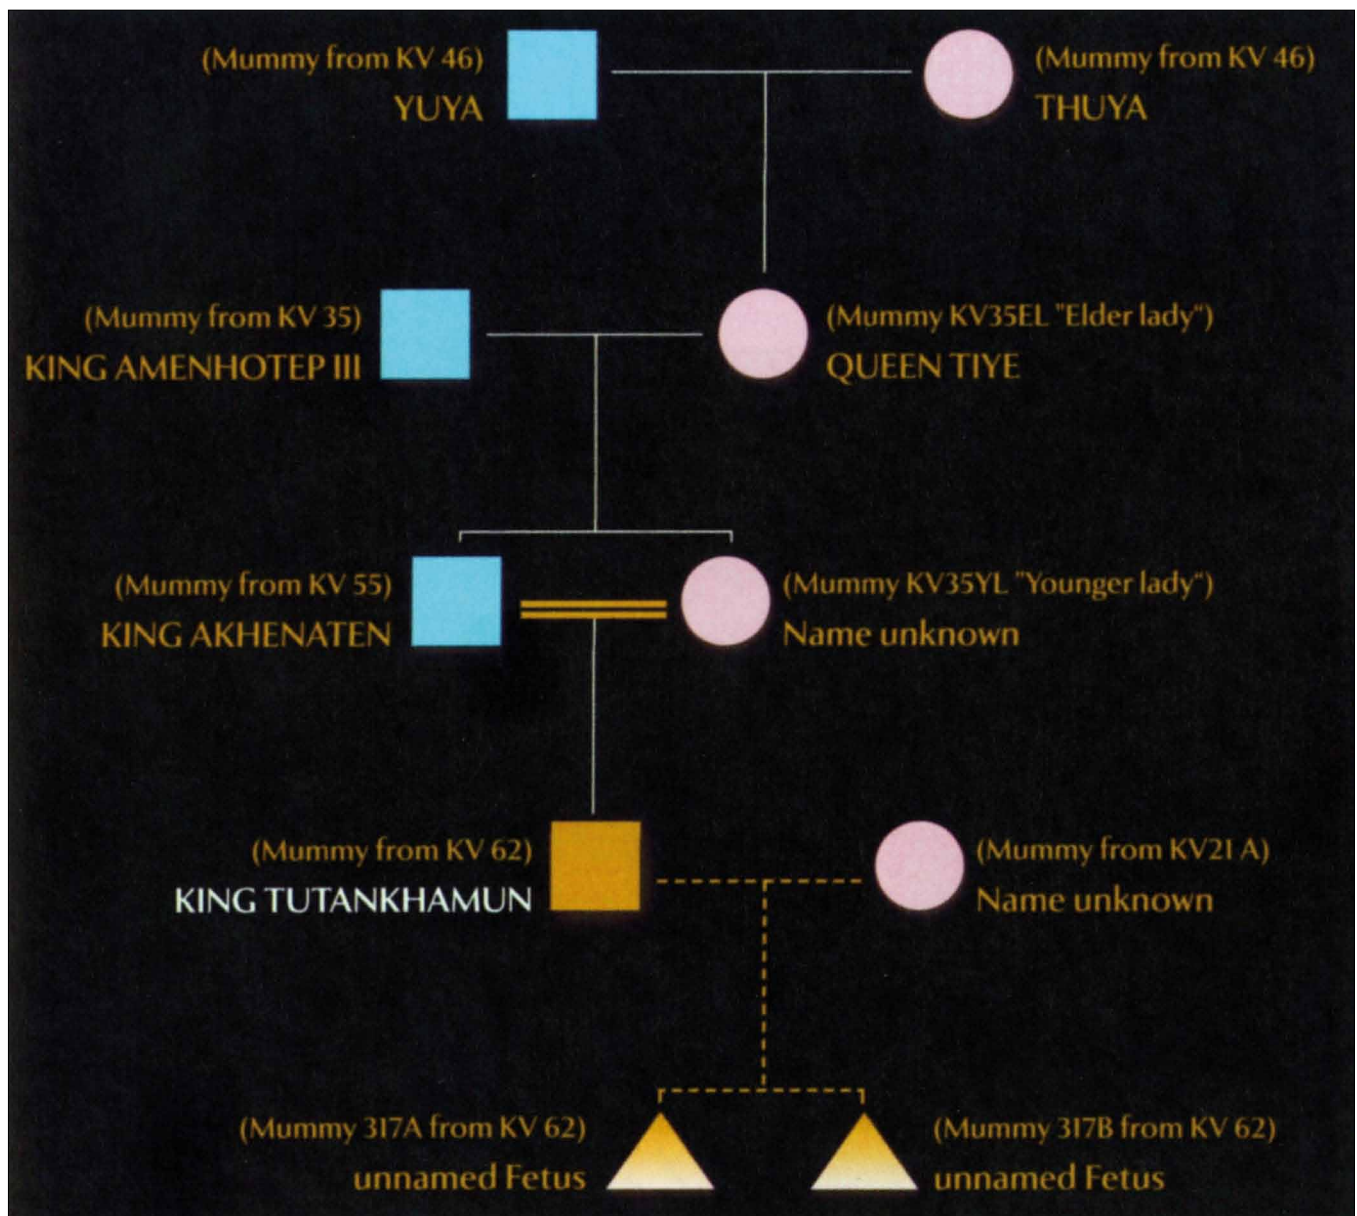 (Mummy from KV 46)
YUYA
(Mummy from KV 46)
THUYA
(Mummy from KV 35)
KING AMENHOTEP III
(Mummy KV35EL "Elder lady“)
QUEEN TIYE
(Mummy from KV 55)
KING AKHENATEN
(Mummy KV35YL "Younger lady“)
Name unknown
(Mummy from KV 62)
KING TUTANKHAMUN
(Mummy from KV21 A)
Name unknown
(Mummy 317A from KV 62)
unnamed Fetus
(Mummy 317B from KV 62)
unnamed Fetus